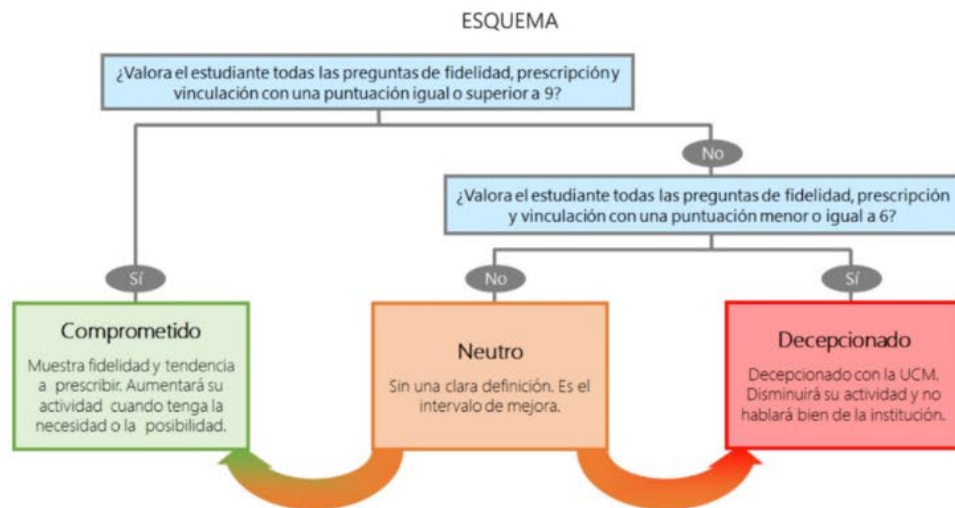 ESQUEMA
¿Valora el estudiante todas las preguntas de fidelidad, prescripción y
vinculación con una puntuación igual o superior a 9?
No
¿Valora el estudiante todas las preguntas de fidelidad, prescripción
y vinculación con una puntuación menor o igual a 6?
Sí
No
Sí
Comprometido
Muestra fidelidad y tendencia
a prescribir. Aumentará su
actividad cuando tenga la
necesidad o la posibilidad.
Neutro
Sin una clara definición. Es el
intervalo de mejora.
Decepcionado
Decepcionado con la UCM.
Disminuirá su actividad y no
hablará bien de la institución.